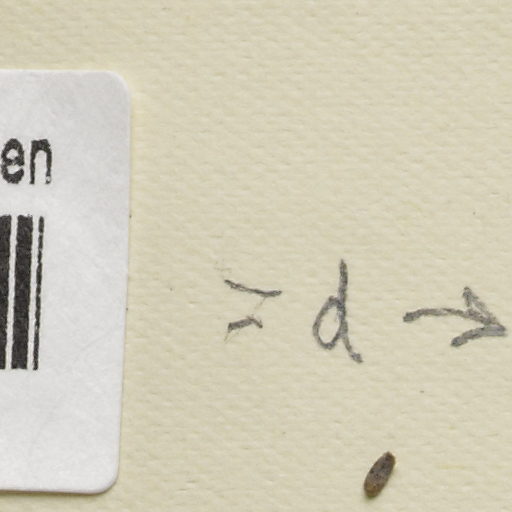 en
= d →